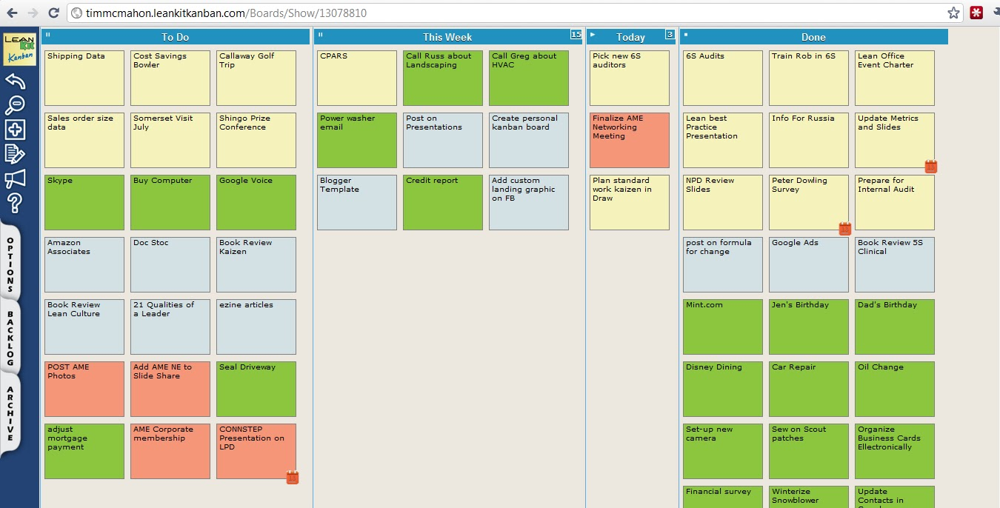 timmcmahon.leankitkanban.com/Boards/Show/13078810
LEAN
Kit
Kanban
OPTIONS
BACKLOG
ARCHIVE
To Do
Shipping Data
Cost Savings
Bowler
Callaway Golf
Trip
Sales order size
data
Somerset Visit
July
Shingo Prize
Conference
Skype
Buy Computer
Google Voice
Amazon
Associates
Doc Stoc
Book Review
Kaizen
Book Review
Lean Culture
21 Qualities of
a Leader
ezine articles
POST AME
Photos
Add AME NE to
Slide Share
Seal Driveway
adjust
mortgage
payment
AME Corporate
membership
CONNSTEP
Presentation on
LPD
This Week
15
CPARS
Call Russ about
Landscaping
Call Greg about
HVAC
Power washer
email
Post on
Presentations
Create personal
kanban board
Blogger
Template
Credit report
Add custom
landing graphic
on FB
Today
3
Pick new 6S
auditors
Finalize AME
Networking
Meeting
Plan standard
work kaizen in
Draw
Done
6S Audits
Train Rob in 6S
Lean Office
Event Charter
Lean best
Practice
Presentation
Info For Russia
Update Metrics
and Slides
NPD Review
Slides
Peter Dowling
Survey
Prepare for
Internal Audit
post on formula
for change
Google Ads
Book Review 5S
Clinical
Mint.com
Jen's Birthday
Dad's Birthday
Disney Dining
Car Repair
Oil Change
Set-up new
camera
Sew on Scout
patches
Organize
Business Cards
Ellectronically
Financial survey
Winterize
Snowblower
Update
Contacts in